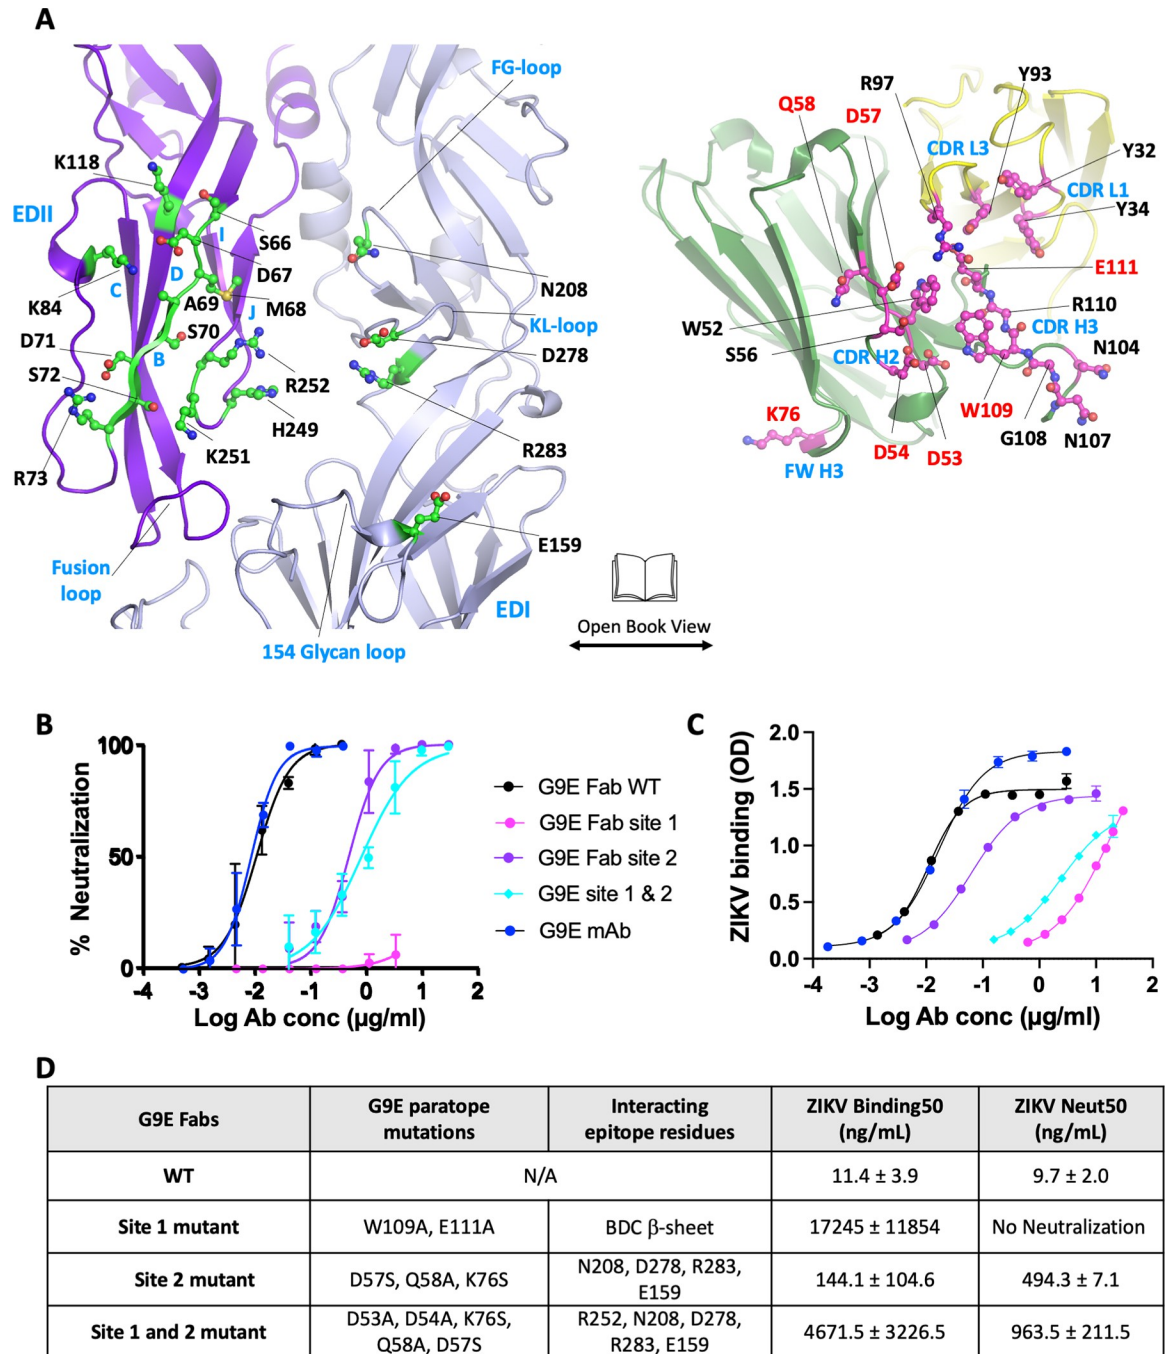 A
FG-loop
K118
EDII
I
S66
D
D67
C
K84
A69
M68
J
S70
D71
B
S72
R252
H249
K251
R73
N208
KL-loop
D278
R283
Fusion
loop
E159
EDI
154 Glycan loop
Open Book View
R97
Y93
Q58
D57
CDR L3
Y32
CDR L1
Y34
E111
R110
W52
S56
CDR H3
CDR H2
N104
K76
W109
G108
N107
D54
D53
FW H3
B
% Neutralization
100
50
0
-4 -3 -2 -1 0 1 2
Log Ab conc (µg/ml)
G9E Fab WT
G9E Fab site 1
G9E Fab site 2
G9E site 1 & 2
G9E mAb
C
ZIKV binding (OD)
2.0
1.5
1.0
0.5
0.0
-4 -3 -2 -1 0 1 2
Log Ab conc (µg/ml)
D
G9E Fabs
G9E paratope
mutations
Interacting
epitope residues
ZIKV Binding50
(ng/mL)
ZIKV Neut50
(ng/mL)
WT
N/A
11.4 ± 3.9
9.7 ± 2.0
Site 1 mutant
W109A, E111A
BDC β-sheet
17245 ± 11854
No Neutralization
Site 2 mutant
D57S, Q58A, K76S
N208, D278, R283,
E159
144.1 ± 104.6
494.3 ± 7.1
Site 1 and 2 mutant
D53A, D54A, K76S,
Q58A, D57S
R252, N208, D278,
R283, E159
4671.5 ± 3226.5
963.5 ± 211.5